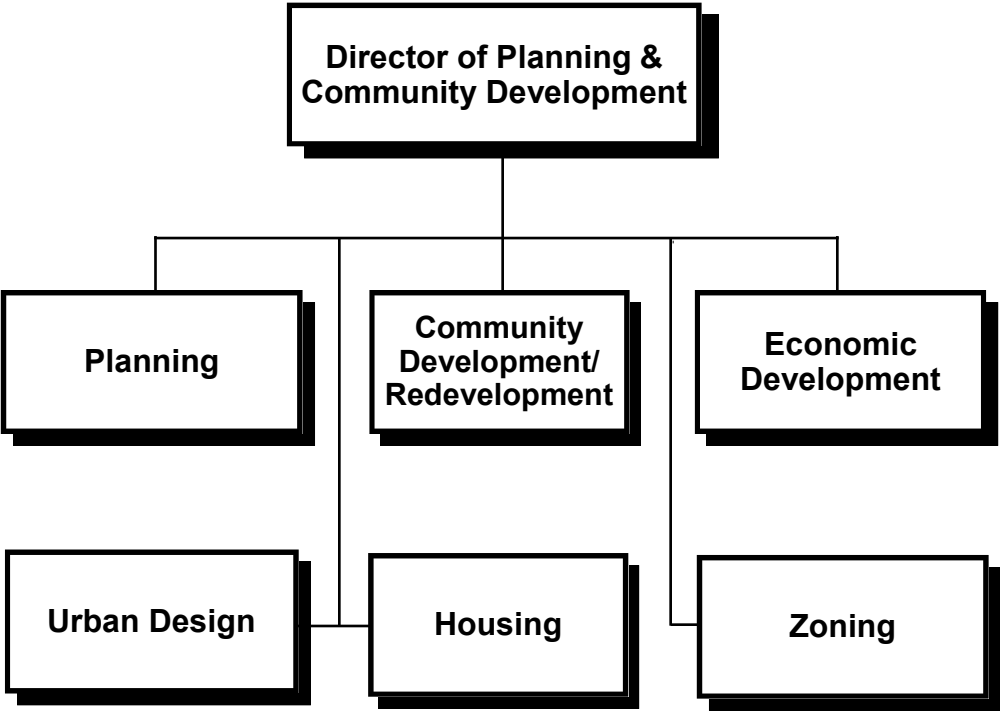 Director of Planning &
Community Development
Planning
Community
Development/
Redevelopment
Economic
Development
Urban Design
Housing
Zoning